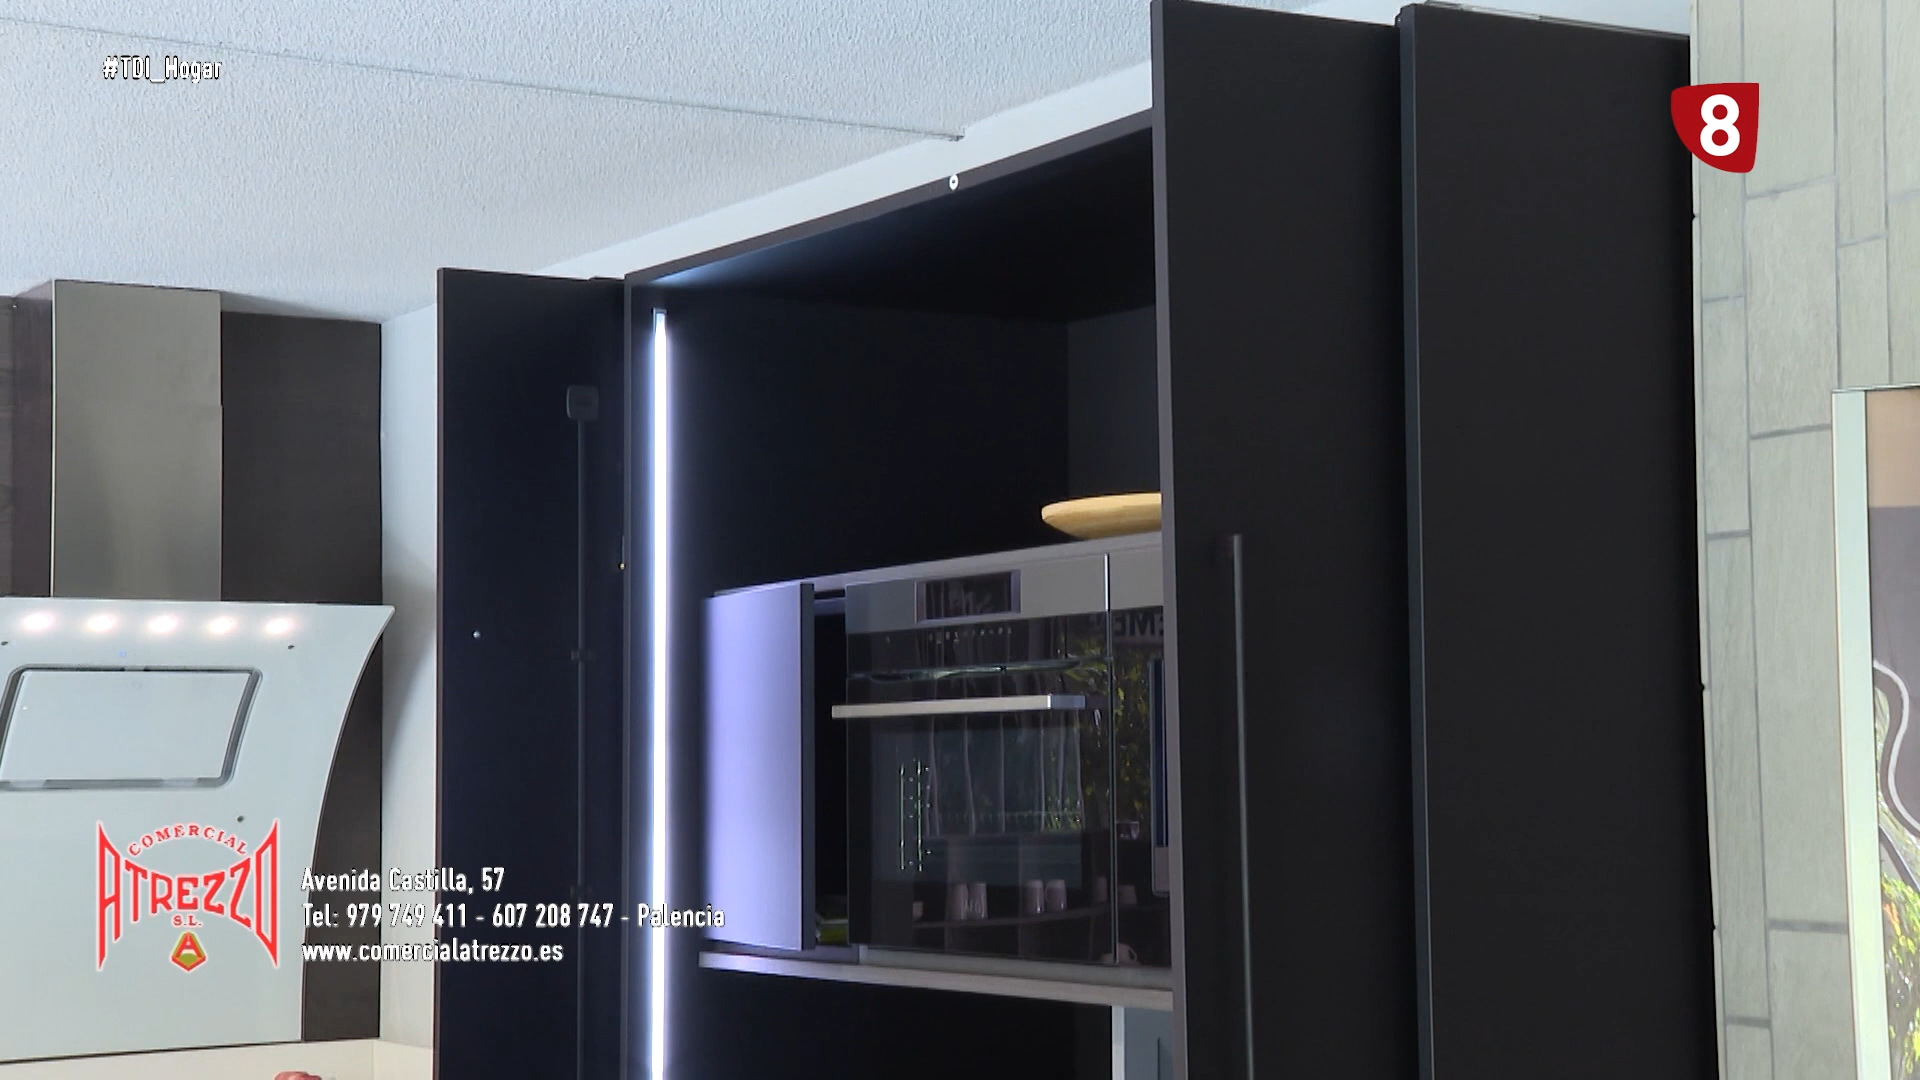 #TDI_Hogar
8
COMERCIAL
ATREZZO
S.L.
Avenida Castilla, 57
Tel: 979 749 411 - 607 208 747 - Palencia
www.comercialatrezzo.es